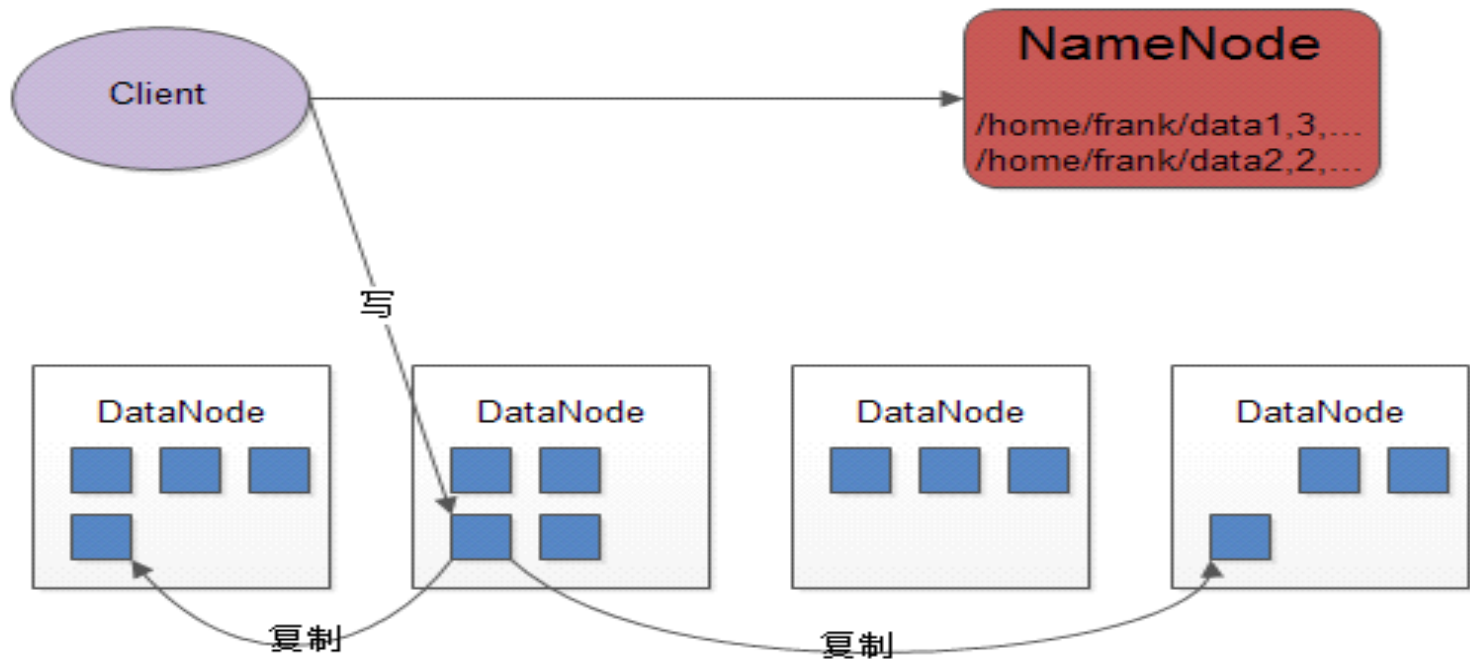 Client
NameNode
/home/frank/data1,3,...
/home/frank/data2,2,...
写
DataNode
DataNode
DataNode
DataNode
复制
复制